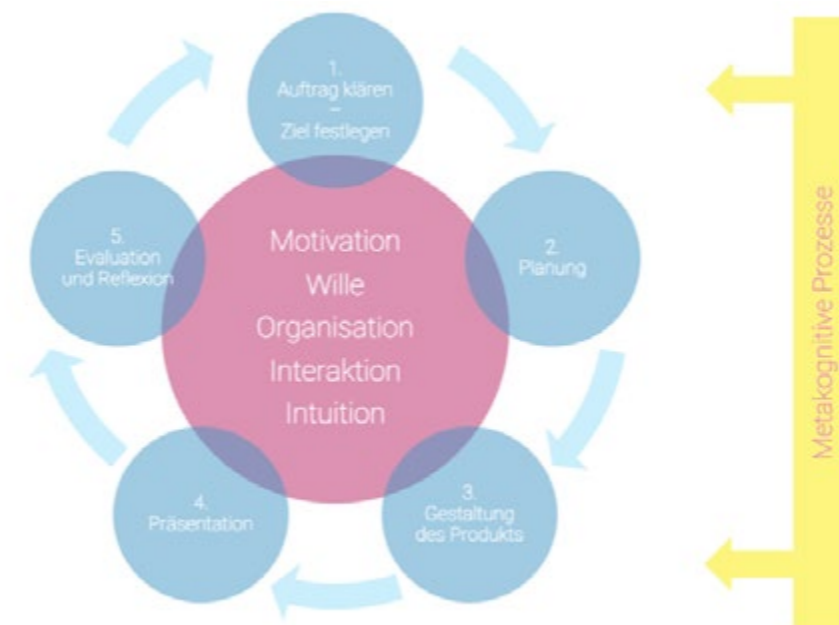 1.
Auftrag klären
–
Ziel festlegen
2.
Planung
3.
Gestaltung
des Produkts
4.
Präsentation
5.
Evaluation
und Reflexion
Motivation
Wille
Organisation
Interaktion
Intuition
Metakognitive Prozesse